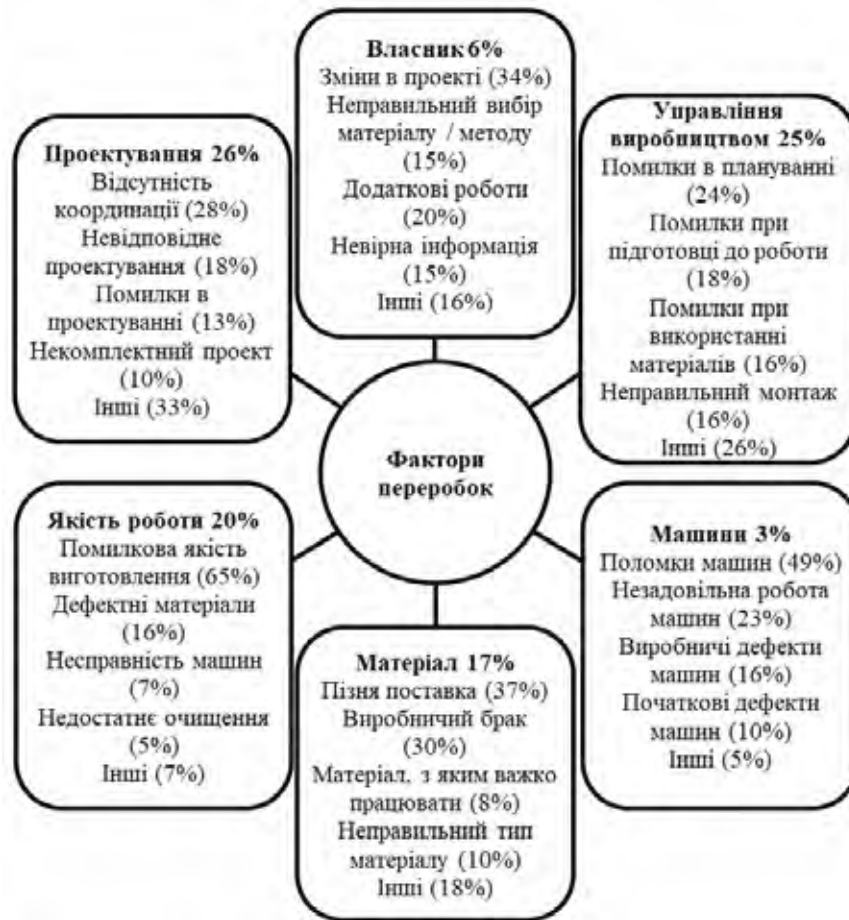 Власник 6%
Зміни в проекті (34%)
Неправильний вибір
матеріалу / методу
(15%)
Додаткові роботи
(20%)
Невірна інформація
(15%)
Інші (16%)
Проектування 26%
Відсутність
координації (28%)
Невідповідне
проектування (18%)
Помилки в
проектуванні (13%)
Некомплектний проект
(10%)
Інші (33%)
Управління
виробництвом 25%
Помилки в плануванні
(24%)
Помилки при
підготовці до роботи
(18%)
Помилки при
використанні
матеріалів (16%)
Неправильний монтаж
(16%)
Інші (26%)
Фактори
переробок
Якість роботи 20%
Помилкова якість
виготовлення (65%)
Дефектні матеріали
(16%)
Несправність машин
(7%)
Недостатнє очищення
(5%)
Інші (7%)
Матеріал 17%
Пізня поставка (37%)
Виробничий брак
(30%)
Матеріал, з яким важко
працювати (8%)
Неправильний тип
матеріалу (10%)
Інші (18%)
Машини 3%
Поломки машин (49%)
Незадовільна робота
машин (23%)
Виробничі дефекти
машин (16%)
Початкові дефекти
машин (10%)
Інші (5%)